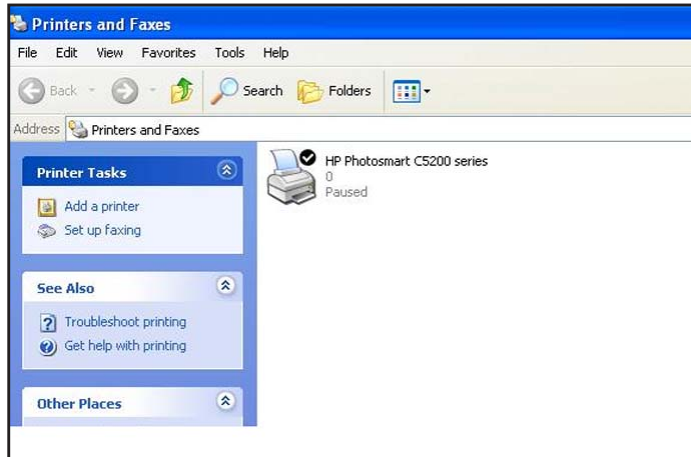 Printers and Faxes
File Edit View Favorites Tools Help
Back Search Folders
Address Printers and Faxes
Printer Tasks
Add a printer
Set up faxing
See Also
Troubleshoot printing
Get help with printing
Other Places
HP Photosmart C5200 series
0
Paused